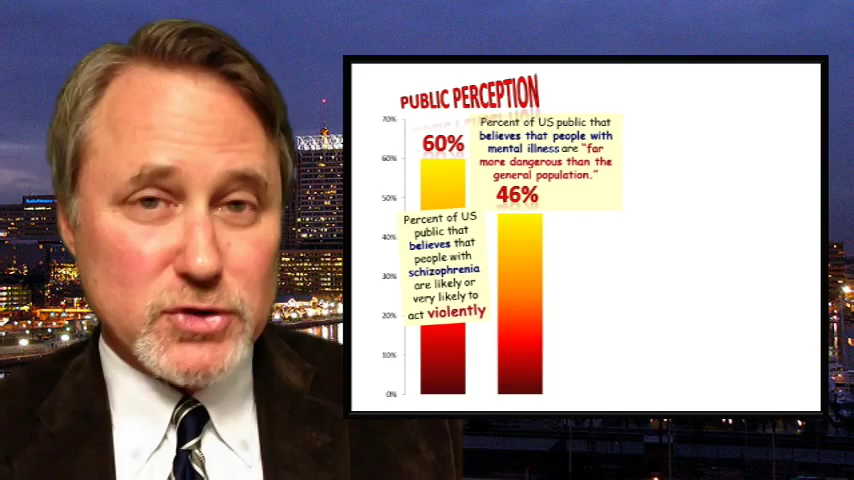 PUBLIC PERCEPTION
70%
60%
50%
40%
30%
20%
10%
0%
60%
Percent of US
public that
believes that
people with
schizophrenia
are likely or
very likely to
act violently
Percent of US public that
believes that people with
mental illness are "far
more dangerous than the
general population."
46%